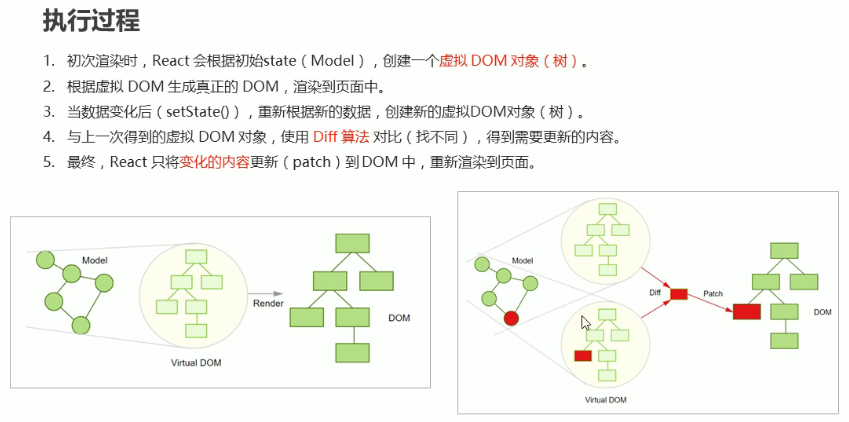 执行过程
1. 初次渲染时，React 会根据初始state（Model），创建一个虚拟 DOM 对象（树）。
2. 根据虚拟 DOM 生成真正的 DOM，渲染到页面中。
3. 当数据变化后（setState()），重新根据新的数据，创建新的虚拟DOM对象（树）。
4. 与上一次得到的虚拟 DOM 对象，使用 Diff 算法 对比（找不同），得到需要更新的内容。
5. 最终，React 只将变化的内容更新（patch）到 DOM 中，重新渲染到页面。
Model
Render
DOM
Virtual DOM
Model
Diff
Patch
DOM
Virtual DOM